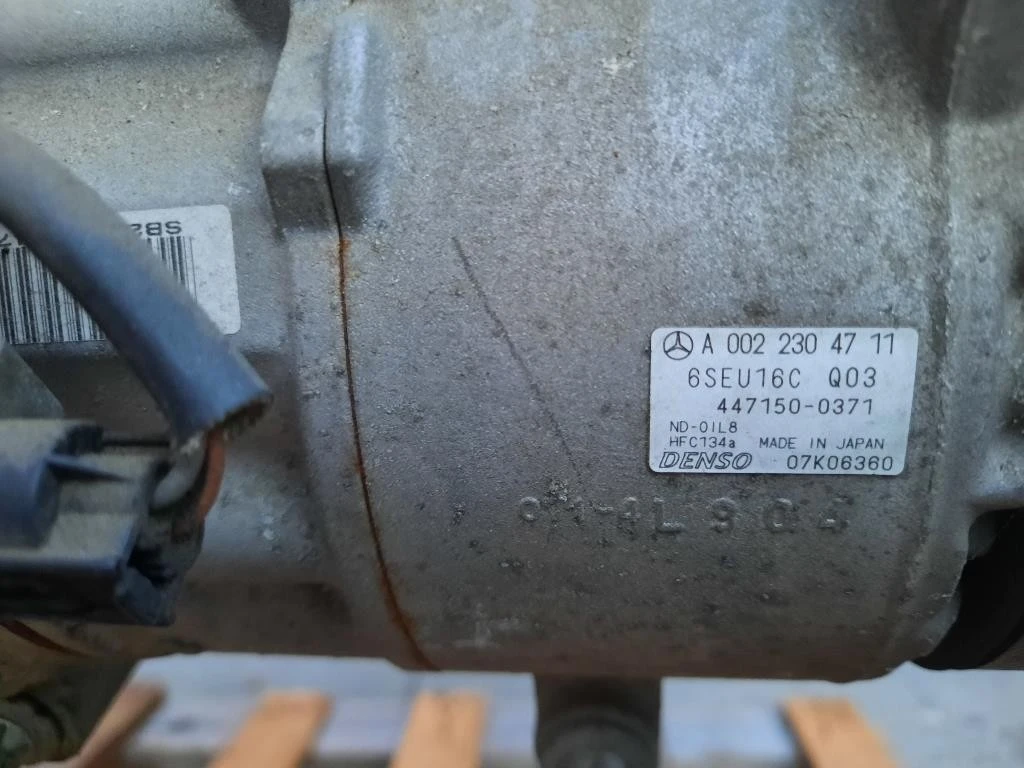 A 002 230 47 11
6SEU16C Q03
447150-0371
ND-OIL8
HFC134a MADE IN JAPAN
DENSO 07K06360